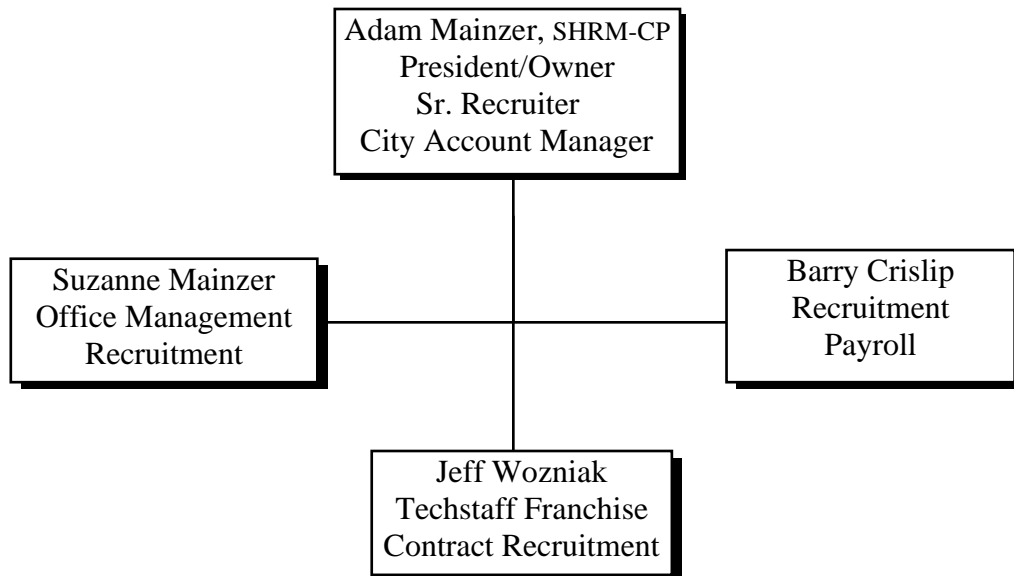 Adam Mainzer, SHRM-CP
President/Owner
Sr. Recruiter
City Account Manager
Suzanne Mainzer
Office Management
Recruitment
Barry Crislip
Recruitment
Payroll
Jeff Wozniak
Techstaff Franchise
Contract Recruitment